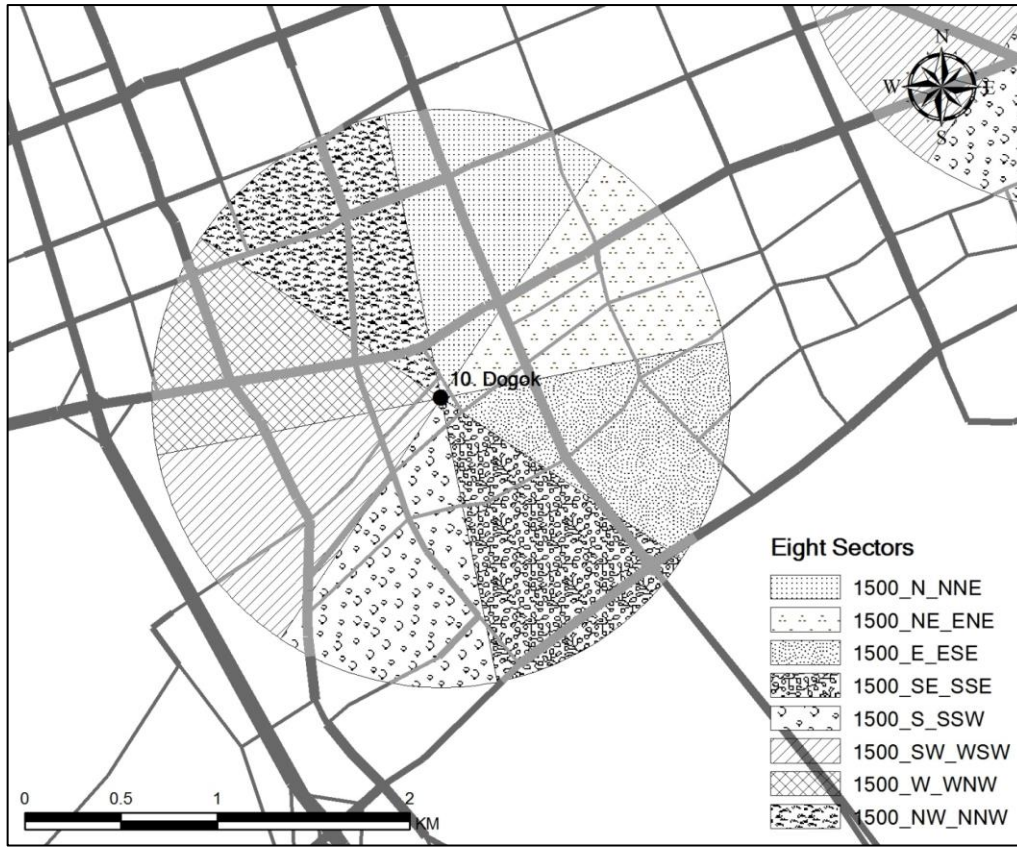 N
W E
S
10. Dogok
Eight Sectors
1500_N_NNE
1500_NE_ENE
1500_E_ESE
1500_SE_SSE
1500_S_SSW
1500_SW_WSW
1500_W_WNW
1500_NW_NNW
0 0.5 1 2
KM